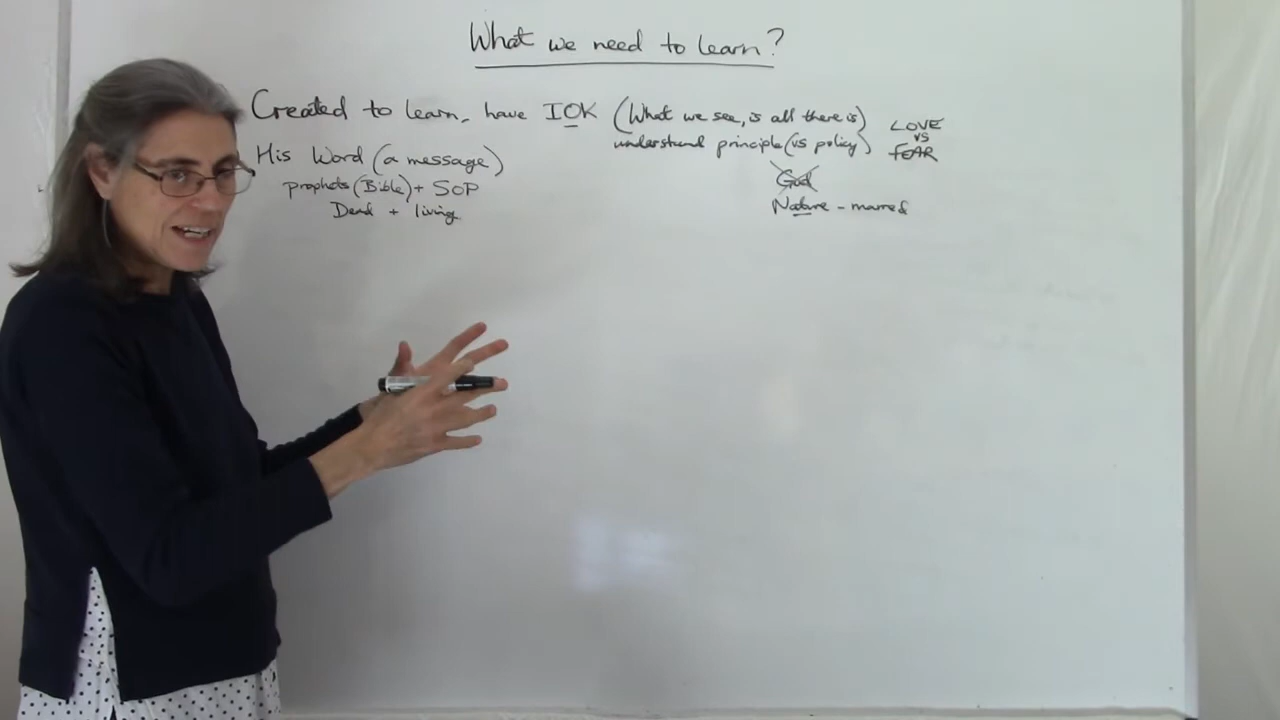 What we need to learn?
Created to learn, have IOK (What we see, is all there is)
understand principle (vs policy)
LOVE
vs
FEAR
His Word (a message)
prophets (Bible) + SOP
Dead + living
God
Nature - marred